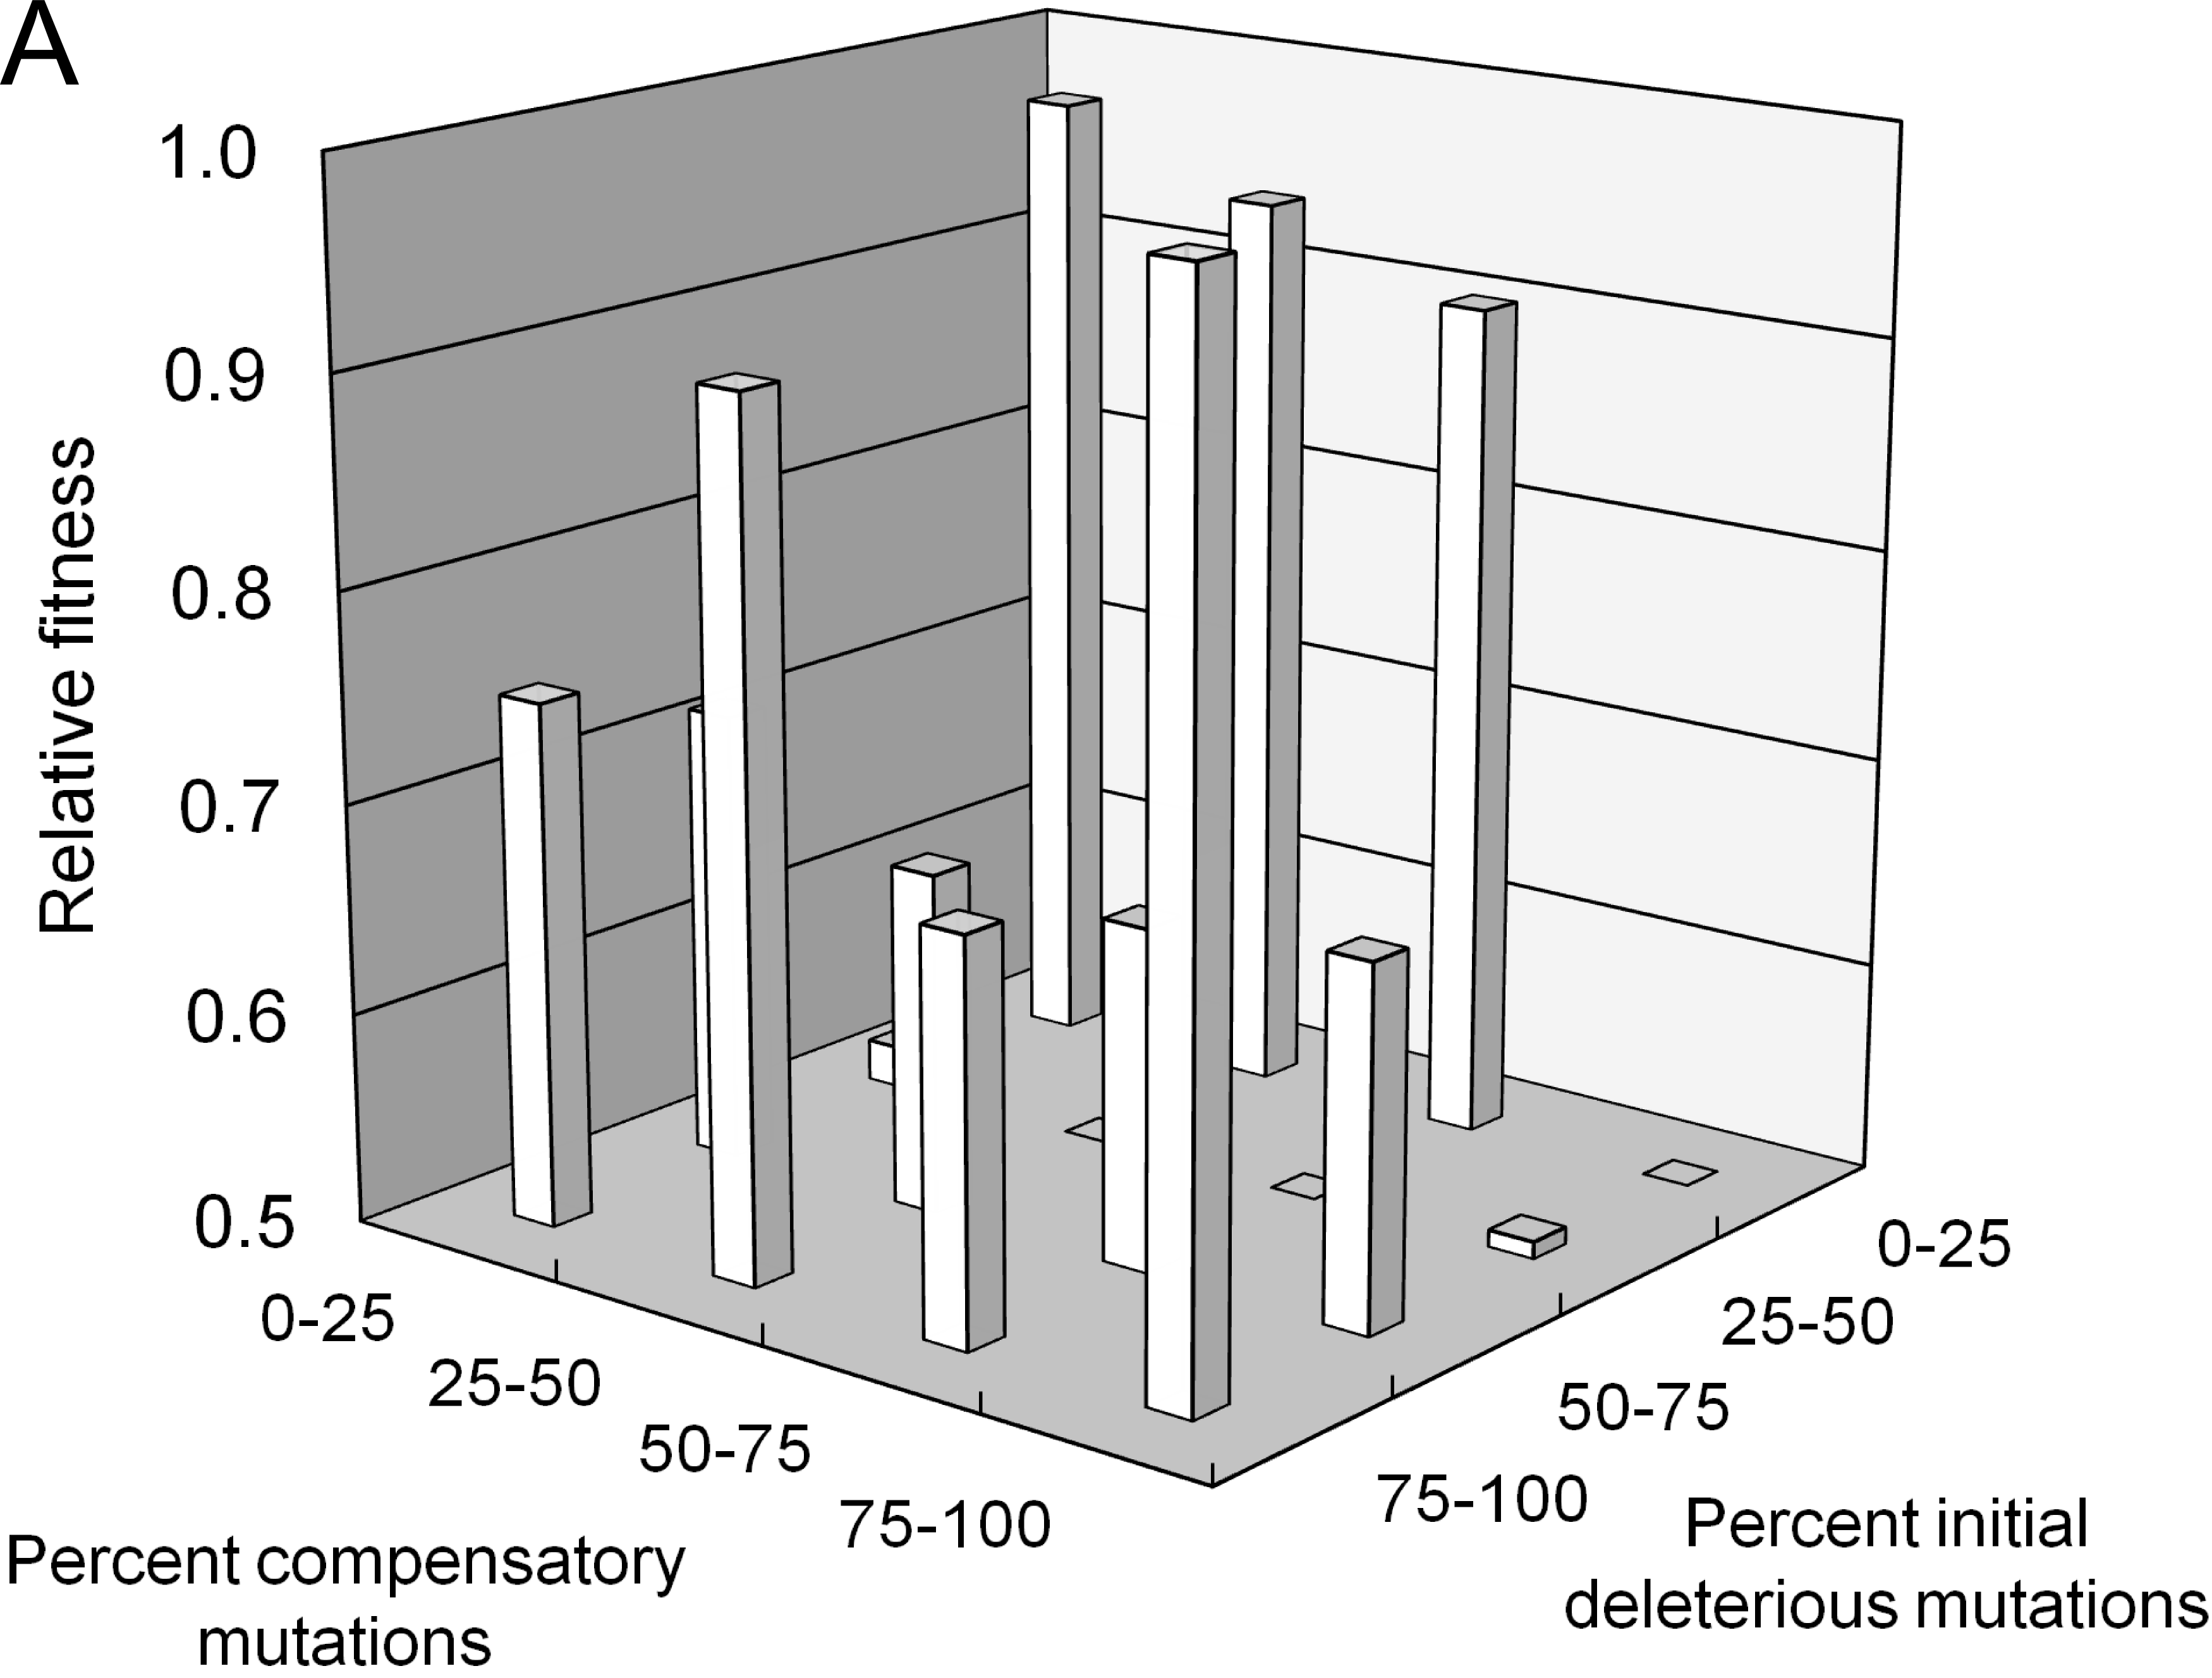 A
1.0
0.9
0.8
0.7
0.6
0.5
Relative fitness
0-25
25-50
50-75
75-100
Percent compensatory
mutations
0-25
25-50
50-75
75-100
Percent initial
deleterious mutations